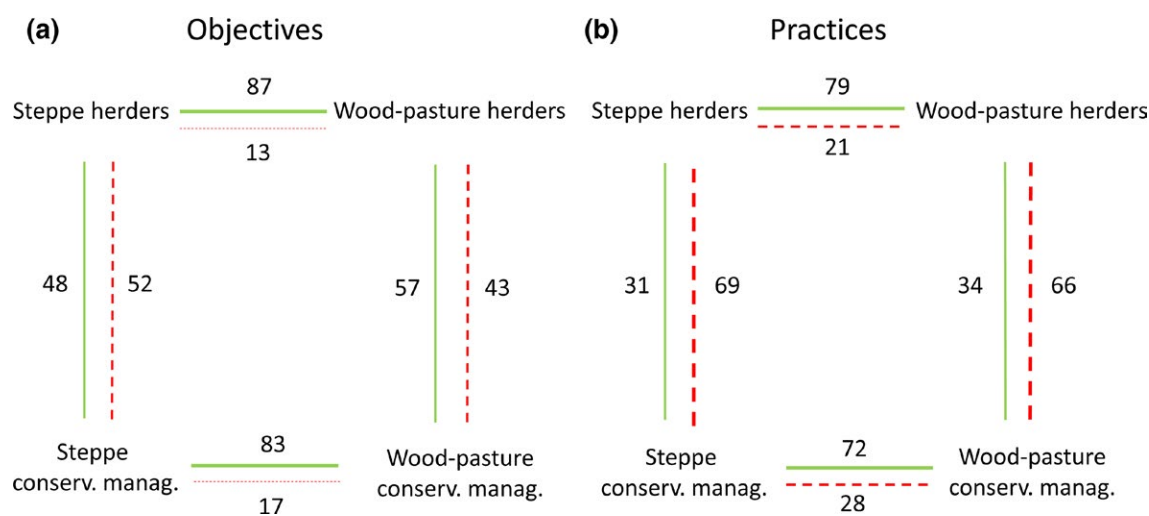 (a) Objectives
87
Steppe herders Wood-pasture herders
13
48 52 57 43
83
Steppe Wood-pasture
conserv. manag. conserv. manag.
17
(b) Practices
79
Steppe herders Wood-pasture herders
21
31 69 34 66
72
Steppe Wood-pasture
conserv. manag. conserv. manag.
28